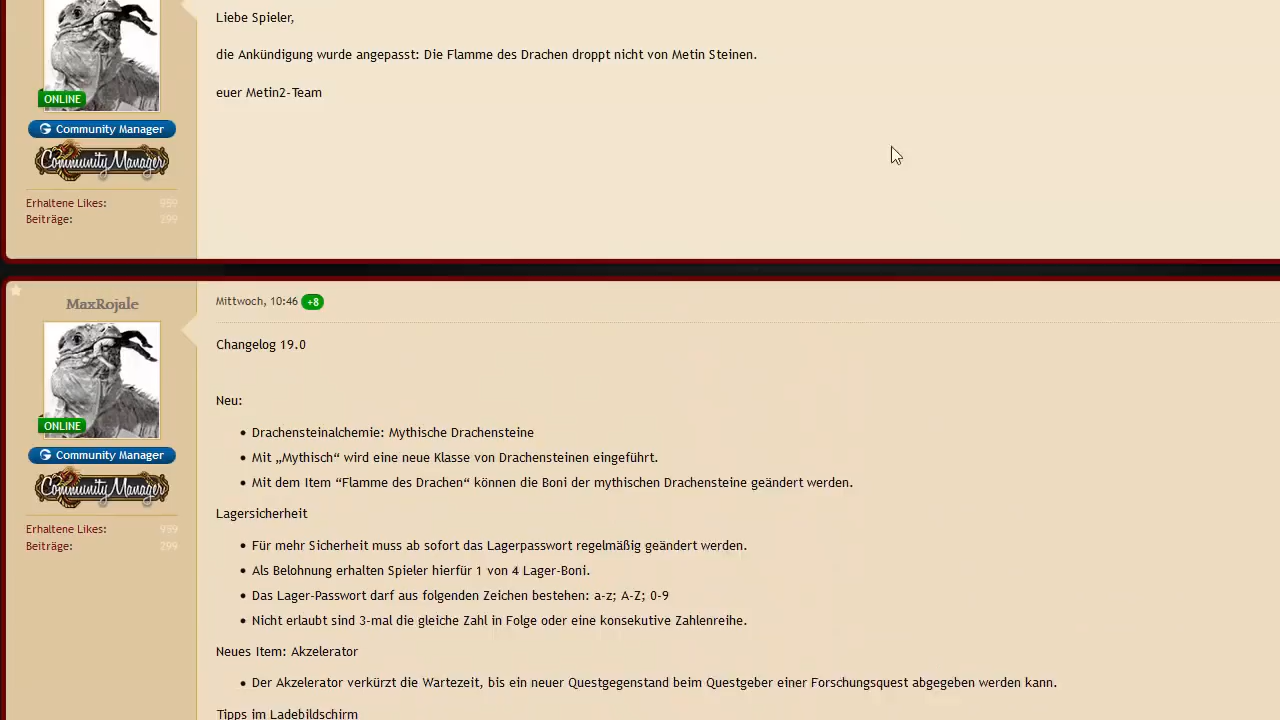 Liebe Spieler,
die Ankündigung wurde angepasst: Die Flamme des Drachen droppt nicht von Metin Steinen.
euer Metin2-Team
ONLINE
Community Manager
Community Manager
Erhaltene Likes: 959
Beiträge: 299
MaxRojale
Mittwoch, 10:46 +8
Changelog 19.0
Neu:
• Drachensteinalchemie: Mythische Drachensteine
• Mit „Mythisch“ wird eine neue Klasse von Drachensteinen eingeführt.
• Mit dem Item “Flamme des Drachen“ können die Boni der mythischen Drachensteine geändert werden.
ONLINE
Community Manager
Community Manager
Erhaltene Likes: 959
Beiträge: 299
Lagersicherheit
• Für mehr Sicherheit muss ab sofort das Lagerpasswort regelmäßig geändert werden.
• Als Belohnung erhalten Spieler hierfür 1 von 4 Lager-Boni.
• Das Lager-Passwort darf aus folgenden Zeichen bestehen: a-z; A-Z; 0-9
• Nicht erlaubt sind 3-mal die gleiche Zahl in Folge oder eine konsekutive Zahlenreihe.
Neues Item: Akzelerator
• Der Akzelerator verkürzt die Wartezeit, bis ein neuer Questgegenstand beim Questgeber einer Forschungsquest abgegeben werden kann.
Tipps im Ladebildschirm